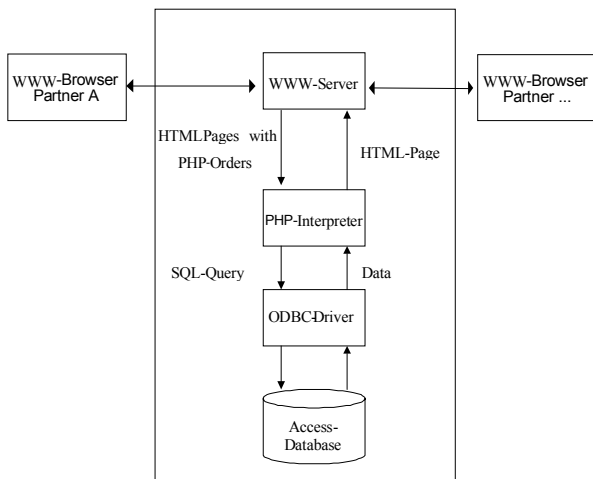 WWW-Browser
Partner A
WWW-Server
WWW-Browser
Partner ...
HTMLPages with
PHP-Orders
HTML-Page
PHP-Interpreter
SQL-Query
Data
ODBC-Driver
Access-
Database